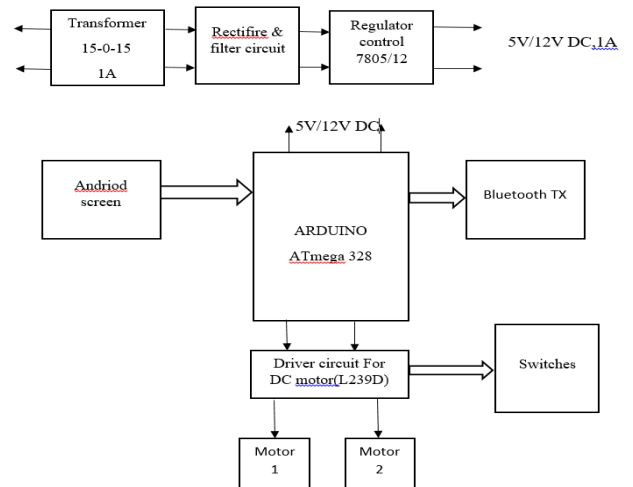 Transformer
15-0-15
1A
Rectifire &
filter circuit
Regulator
control
7805/12
5V/12V DC,1A
5V/12V DC,
Andriod
screen
ARDUINO
ATmega 328
Bluetooth TX
Driver circuit For
DC motor(L239D)
Switches
Motor
1
Motor
2